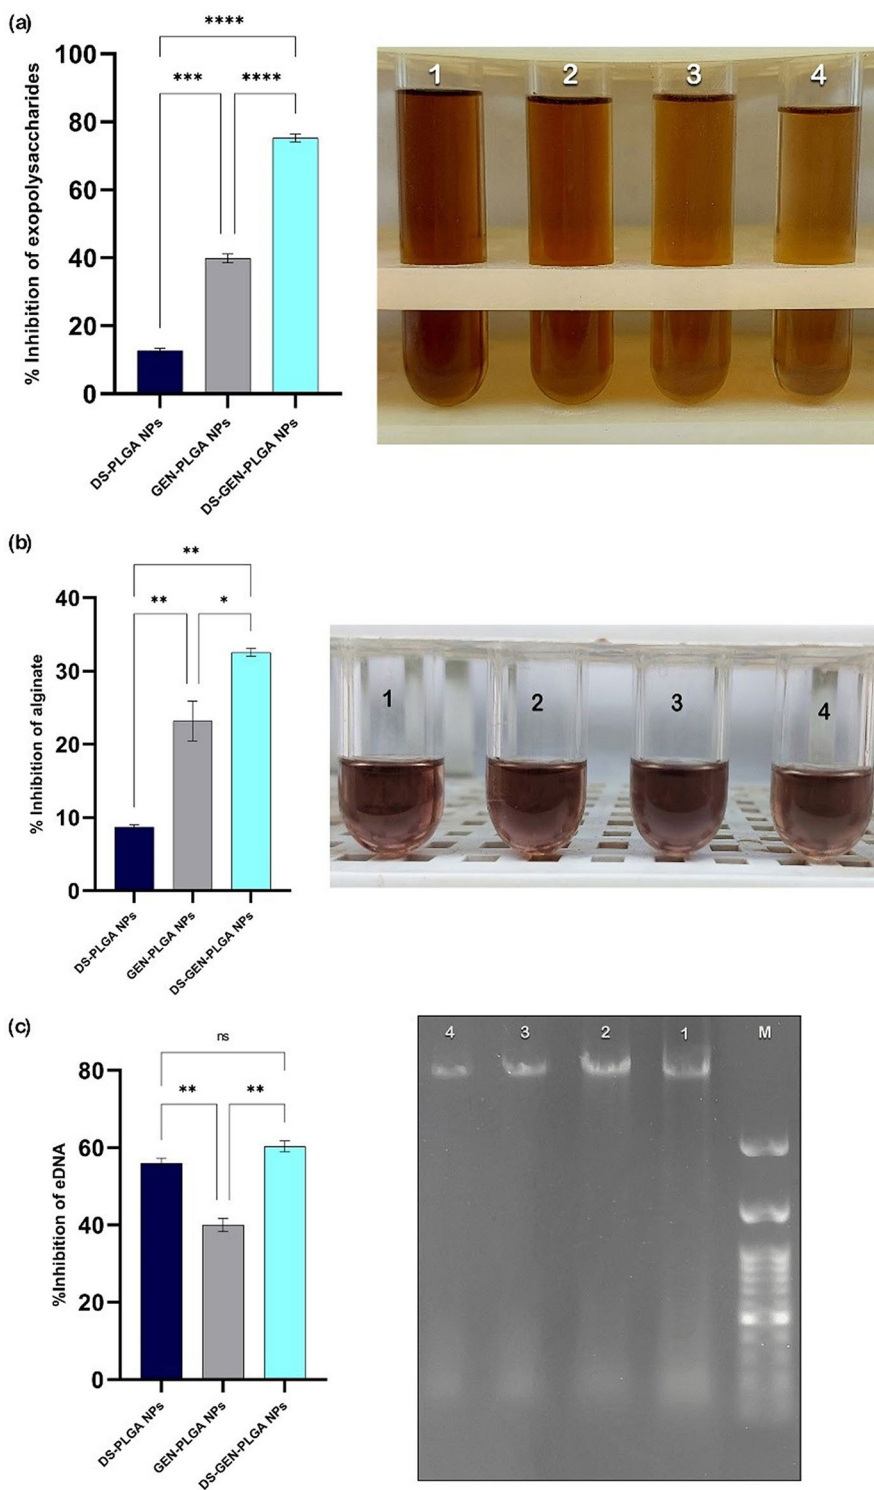 (a)
****
*** ****
100
80
60
40
20
0
% Inhibition of exopolysaccharides
DS-PLGA NPs
GEN-PLGA NPs
DS-GEN-PLGA NPs
1 2 3 4
(b)
**
** *
40
30
20
10
0
% Inhibition of alginate
DS-PLGA NPs
GEN-PLGA NPs
DS-GEN-PLGA NPs
1 2 3 4
(c)
ns
** **
80
60
40
20
0
%Inhibition of eDNA
DS-PLGA NPs
GEN-PLGA NPs
DS-GEN-PLGA NPs
4 3 2 1 M